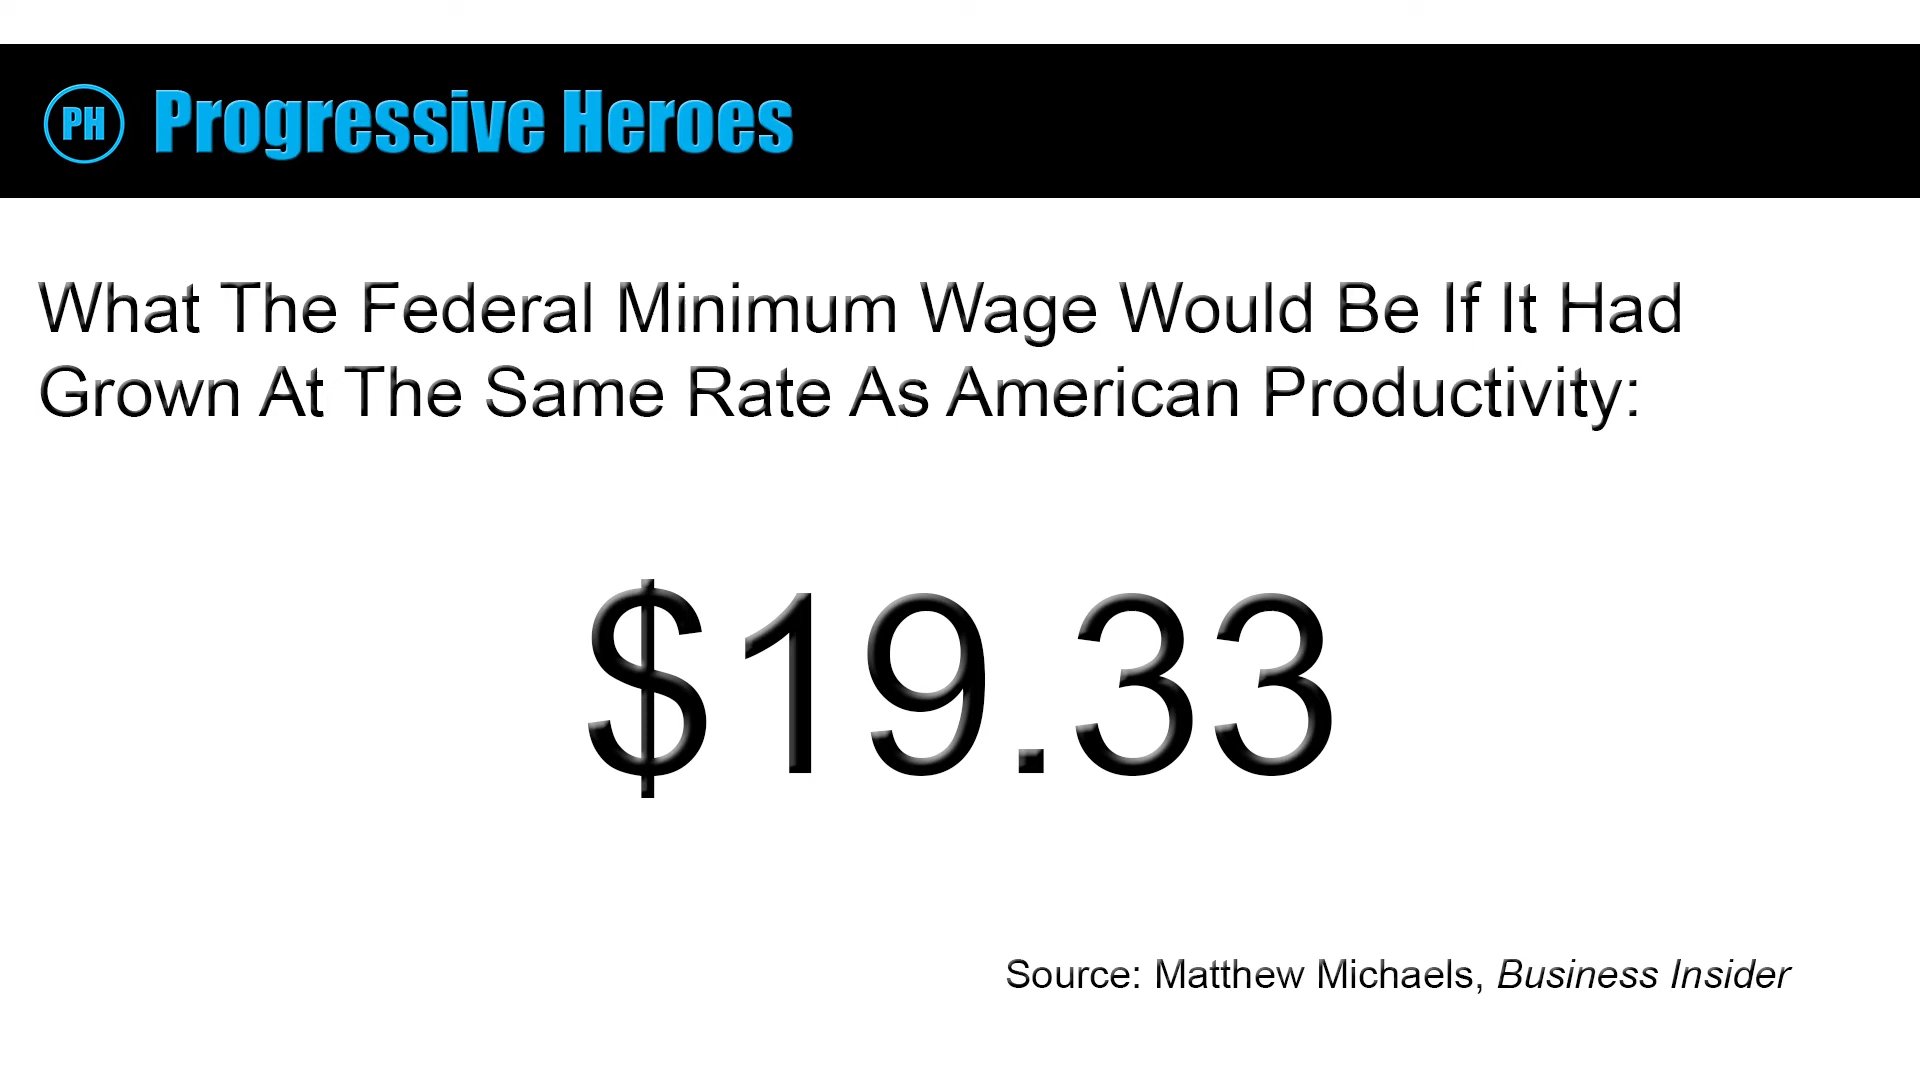 PH Progressive Heroes
What The Federal Minimum Wage Would Be If It Had
Grown At The Same Rate As American Productivity:
$19.33
Source: Matthew Michaels, Business Insider